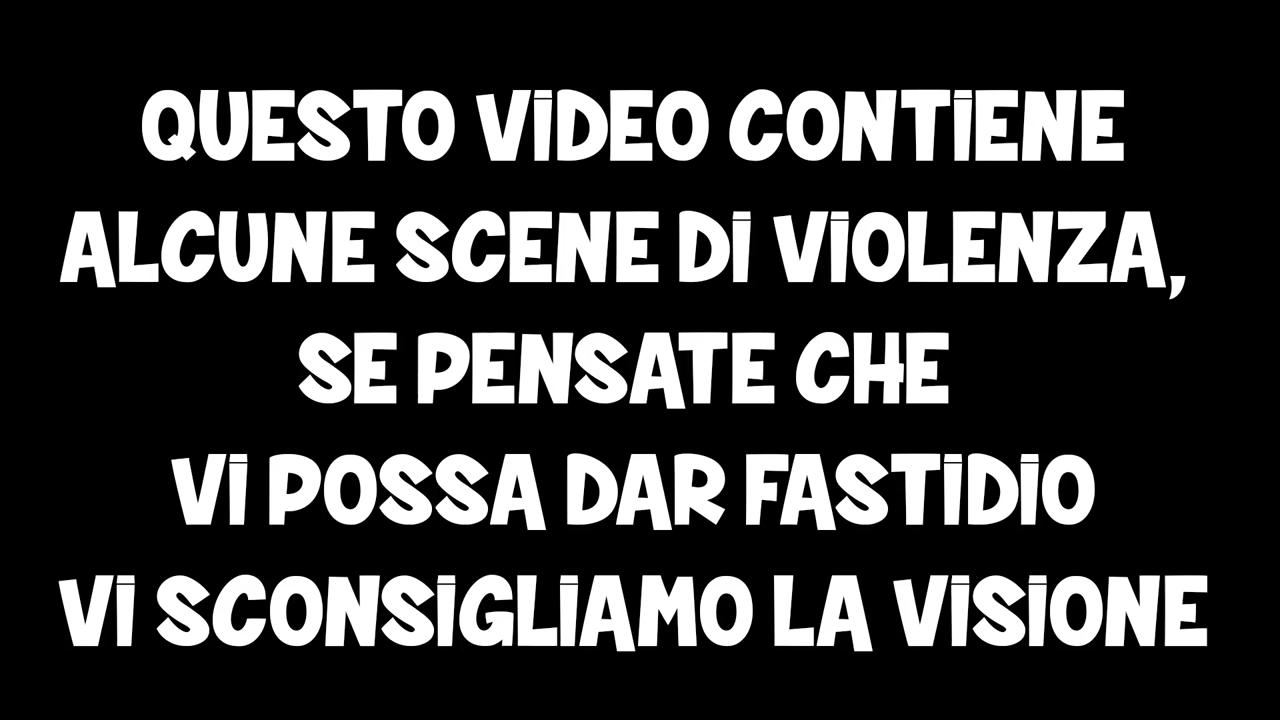 QUESTO VIDEO CONTIENE
ALCUNE SCENE DI VIOLENZA,
SE PENSATE CHE
VI POSSA DAR FASTIDIO
VI SCONSIGLIAMO LA VISIONE